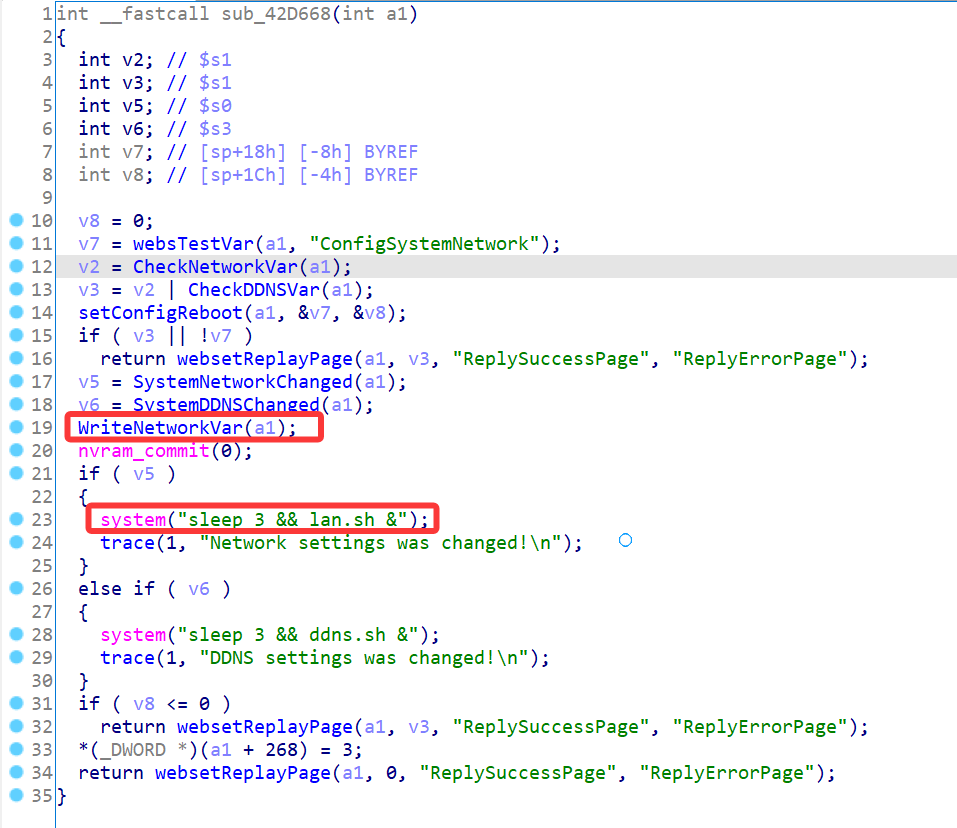 1 int __fastcall sub_42D668(int a1)
2 {
3 int v2; // $s1
4 int v3; // $s1
5 int v5; // $s0
6 int v6; // $s3
7 int v7; // [sp+18h] [-8h] BYREF
8 int v8; // [sp+1Ch] [-4h] BYREF
9
10 v8 = 0;
11 v7 = websTestVar(a1, "ConfigSystemNetwork");
12 v2 = CheckNetworkVar(a1);
13 v3 = v2 | CheckDDNSVar(a1);
14 setConfigReboot(a1, &v7, &v8);
15 if ( v3 || !v7 )
16 return websetReplayPage(a1, v3, "ReplySuccessPage", "ReplyErrorPage");
17 v5 = SystemNetworkChanged(a1);
18 v6 = SystemDDNSChanged(a1);
19 WriteNetworkVar(a1);
20 nvram_commit(0);
21 if ( v5 )
22 {
23 system("sleep 3 && lan.sh &");
24 trace(1, "Network settings was changed!\n");
25 }
26 else if ( v6 )
27 {
28 system("sleep 3 && ddns.sh &");
29 trace(1, "DDNS settings was changed!\n");
30 }
31 if ( v8 <= 0 )
32 return websetReplayPage(a1, v3, "ReplySuccessPage", "ReplyErrorPage");
33 *(_DWORD *)(a1 + 268) = 3;
34 return websetReplayPage(a1, 0, "ReplySuccessPage", "ReplyErrorPage");
35 }